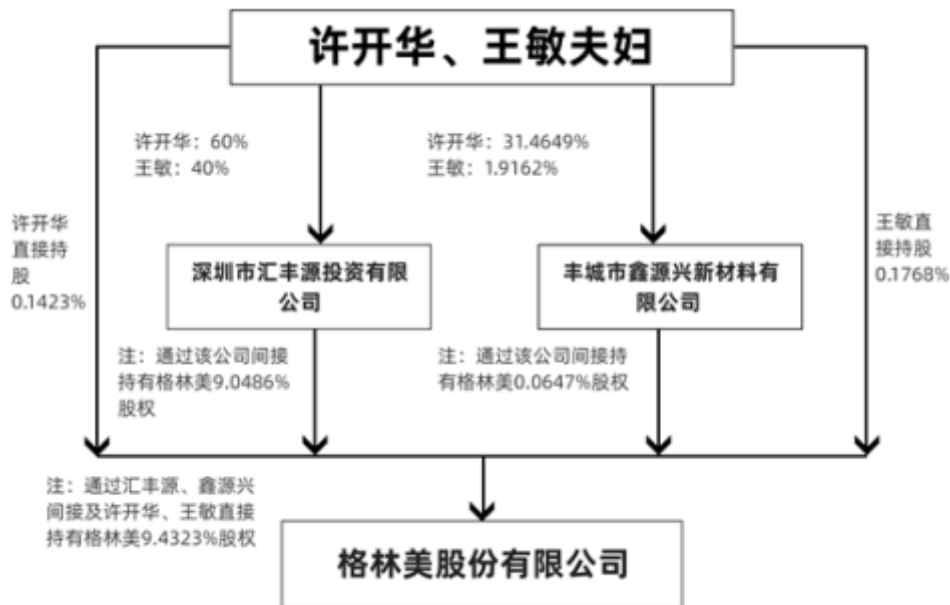 许开华、王敏夫妇
许开华：60%
王敏：40%
许开华：31.4649%
王敏：1.9162%
许开华
直接持
股
0.1423%
王敏直
接持股
0.1768%
深圳市汇丰源投资有限
公司
丰城市鑫源兴新材料有
限公司
注：通过该公司间接
持有格林美9.0486%
股权
注：通过该公司间接持
有格林美0.0647%股权
注：通过汇丰源、鑫源兴
间接及许开华、王敏直接
持有格林美9.4323%股权
格林美股份有限公司